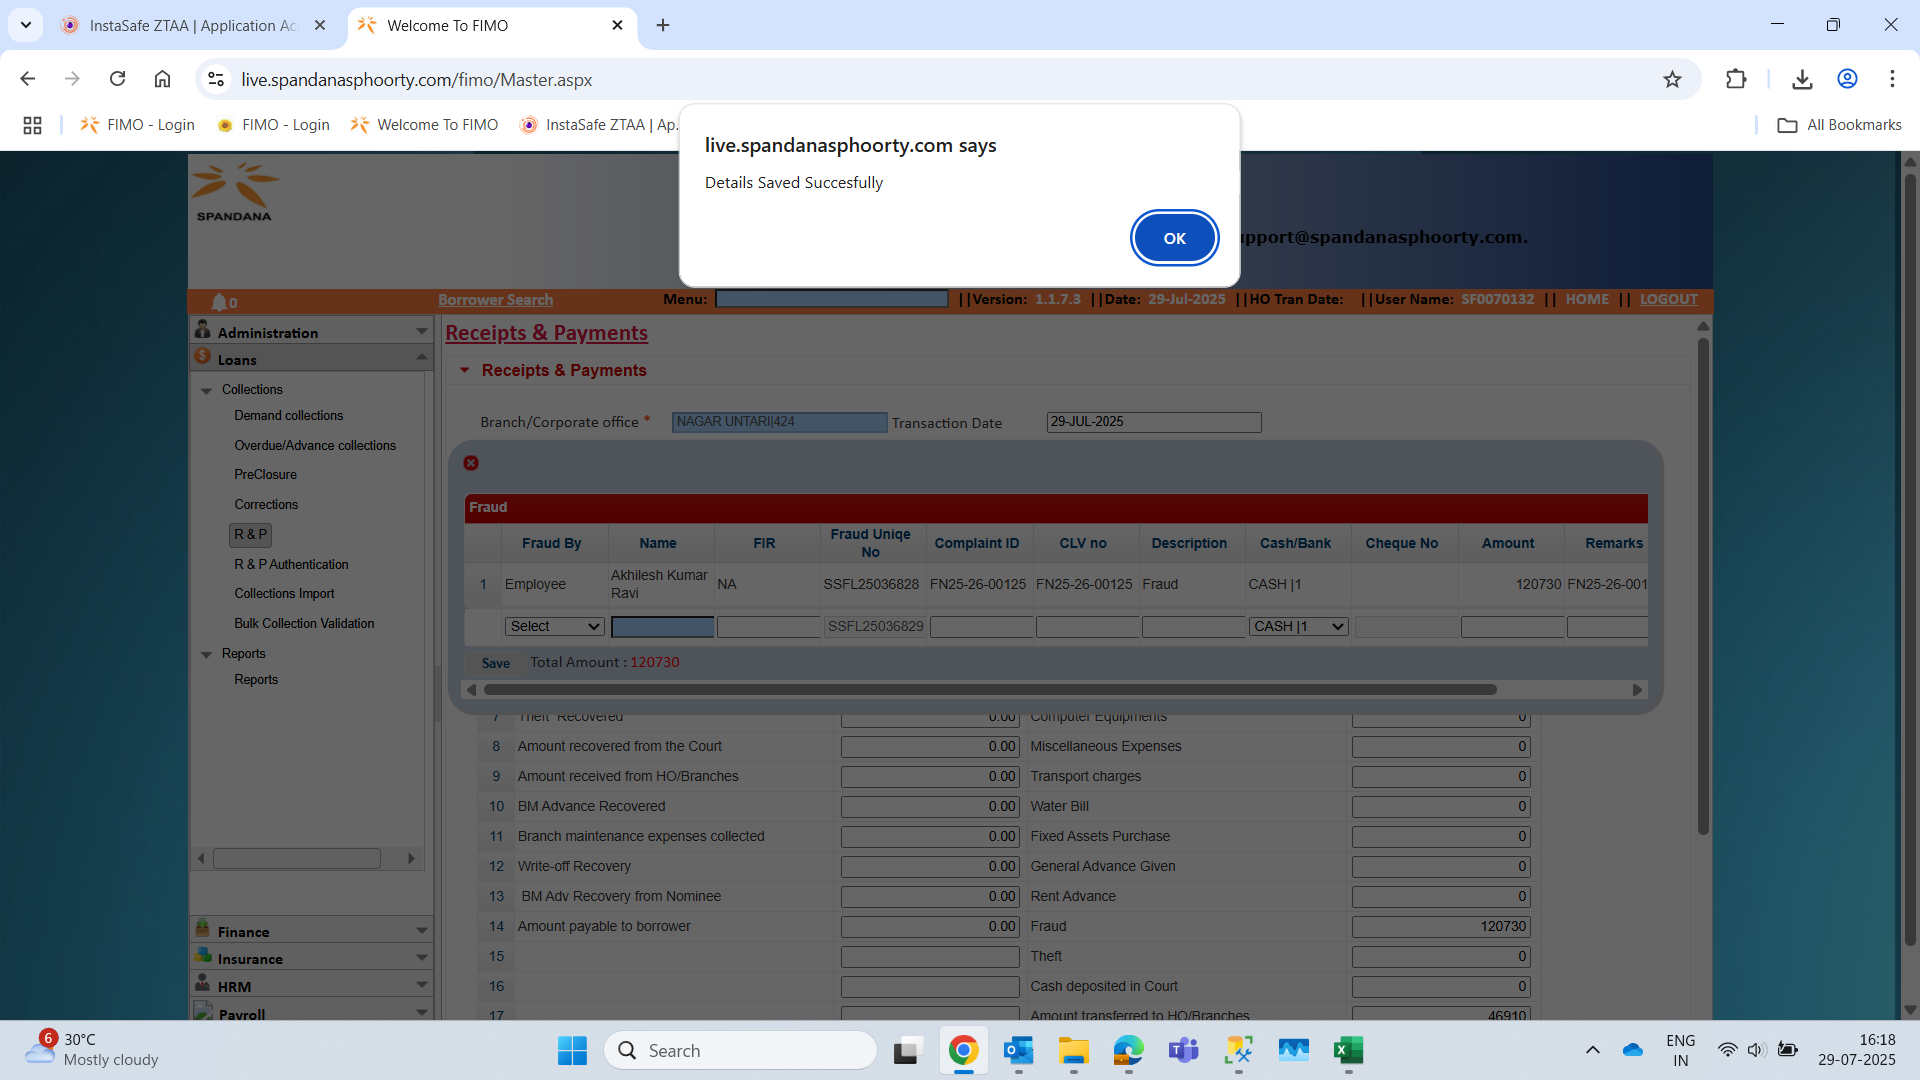 InstaSafe ZTAA | Application Ac
Welcome To FIMO
live.spandanasphoorty.com/fimo/Master.aspx
FIMO - Login
FIMO - Login
Welcome To FIMO
InstaSafe ZTAA | Ap.
All Bookmarks
live.spandanasphoorty.com says
Details Saved Succesfully
OK
SPANDANA
upport@spandanasphoorty.com.
0
Borrower Search
Menu:
||Version: 1.1.7.3 ||Date: 29-Jul-2025 ||HO Tran Date: ||User Name: SF0070132 || HOME || LOGOUT
Administration
Loans
Collections
Demand collections
Overdue/Advance collections
PreClosure
Corrections
R & P
R & P Authentication
Collections Import
Bulk Collection Validation
Reports
Reports
Finance
Insurance
HRM
Payroll
Receipts & Payments
Receipts & Payments
Branch/Corporate office * NAGAR UNTARI|424 Transaction Date 29-JUL-2025
Fraud
Fraud By Name FIR Fraud Uniqe No Complaint ID CLV no Description Cash/Bank Cheque No Amount Remarks
1 Employee Akhilesh Kumar Ravi NA SSFL25036828 FN25-26-00125 FN25-26-00125 Fraud CASH |1 120730 FN25-26-001
Select SSFL25036829 CASH |1
Save Total Amount : 120730
7 Theft Recovered 0.00 Computer Equipments 0
8 Amount recovered from the Court 0.00 Miscellaneous Expenses 0
9 Amount received from HO/Branches 0.00 Transport charges 0
10 BM Advance Recovered 0.00 Water Bill 0
11 Branch maintenance expenses collected 0.00 Fixed Assets Purchase 0
12 Write-off Recovery 0.00 General Advance Given 0
13 BM Adv Recovery from Nominee 0.00 Rent Advance 0
14 Amount payable to borrower 0.00 Fraud 120730
15 Theft 0
16 Cash deposited in Court 0
17 Amount transferred to HO/Branches 46910
6
30°C
Mostly cloudy
Search
ENG
IN
16:18
29-07-2025